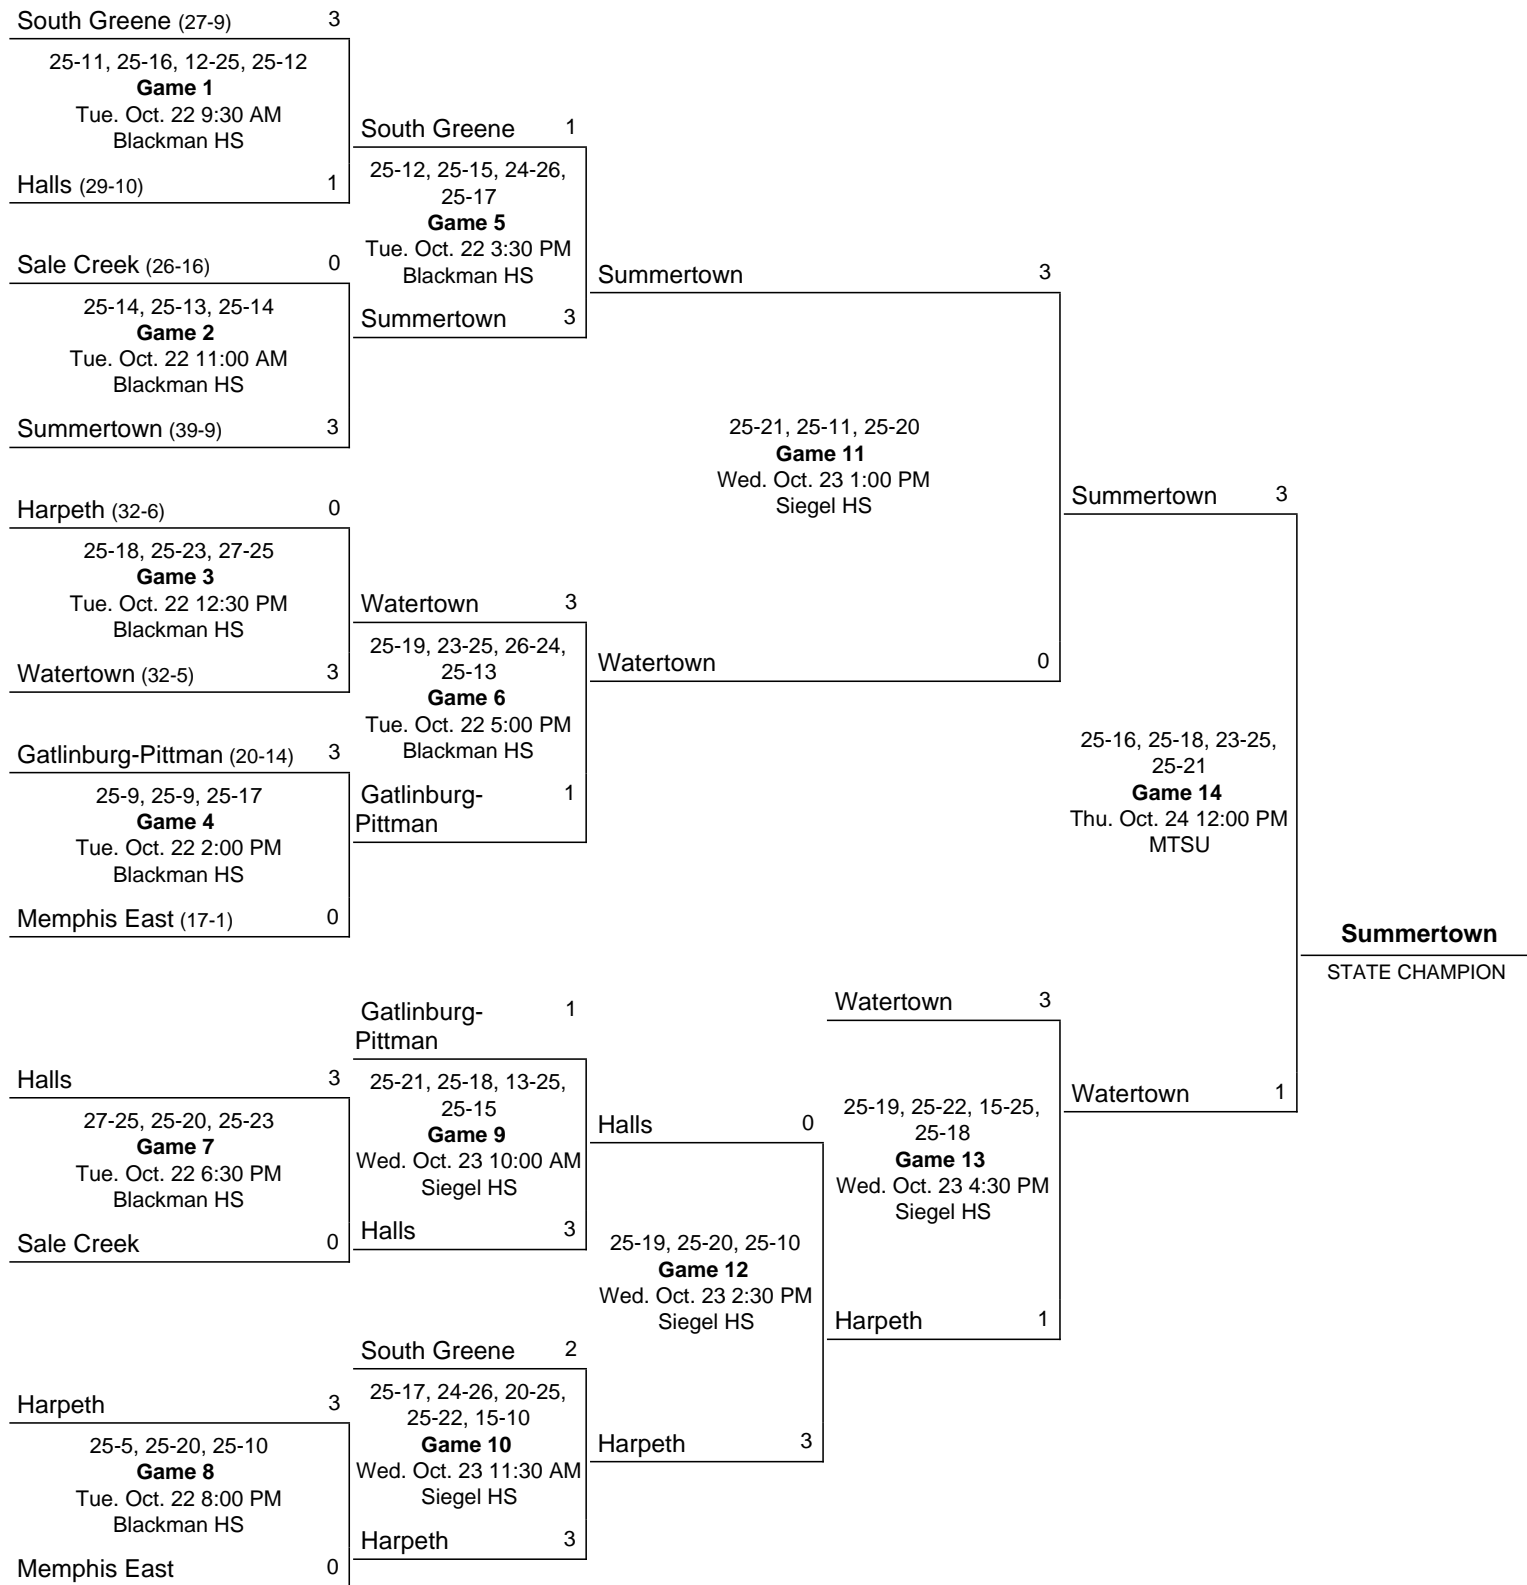 South Greene (27-9) 3
25-11, 25-16, 12-25, 25-12
Game 1
Tue. Oct. 22 9:30 AM
Blackman HS
Halls (29-10) 1
Sale Creek (26-16) 0
25-14, 25-13, 25-14
Game 2
Tue. Oct. 22 11:00 AM
Blackman HS
Summertown (39-9) 3
Harpeth (32-6) 0
25-18, 25-23, 27-25
Game 3
Tue. Oct. 22 12:30 PM
Blackman HS
Watertown (32-5) 3
Gatlinburg-Pittman (20-14) 3
25-9, 25-9, 25-17
Game 4
Tue. Oct. 22 2:00 PM
Blackman HS
Memphis East (17-1) 0
South Greene 1
25-12, 25-15, 24-26,
25-17
Game 5
Tue. Oct. 22 3:30 PM
Blackman HS
Summertown 3
Watertown 3
25-19, 23-25, 26-24,
25-13
Game 6
Tue. Oct. 22 5:00 PM
Blackman HS
Gatlinburg- 1
Pittman
Summertown 3
25-21, 25-11, 25-20
Game 11
Wed. Oct. 23 1:00 PM
Siegel HS
Watertown 0
Halls 3
27-25, 25-20, 25-23
Game 7
Tue. Oct. 22 6:30 PM
Blackman HS
Sale Creek 0
Harpeth 3
25-5, 25-20, 25-10
Game 8
Tue. Oct. 22 8:00 PM
Blackman HS
Memphis East 0
Gatlinburg- 1
Pittman
25-21, 25-18, 13-25,
25-15
Game 9
Wed. Oct. 23 10:00 AM
Siegel HS
Halls 3
South Greene 2
25-17, 24-26, 20-25,
25-22, 15-10
Game 10
Wed. Oct. 23 11:30 AM
Siegel HS
Harpeth 3
Halls 0
25-19, 25-20, 25-10
Game 12
Wed. Oct. 23 2:30 PM
Siegel HS
Harpeth 3
Watertown 3
25-19, 25-22, 15-25,
25-18
Game 13
Wed. Oct. 23 4:30 PM
Siegel HS
Harpeth 1
Summertown 3
25-16, 25-18, 23-25,
25-21
Game 14
Thu. Oct. 24 12:00 PM
MTSU
Watertown 1
Summertown
STATE CHAMPION